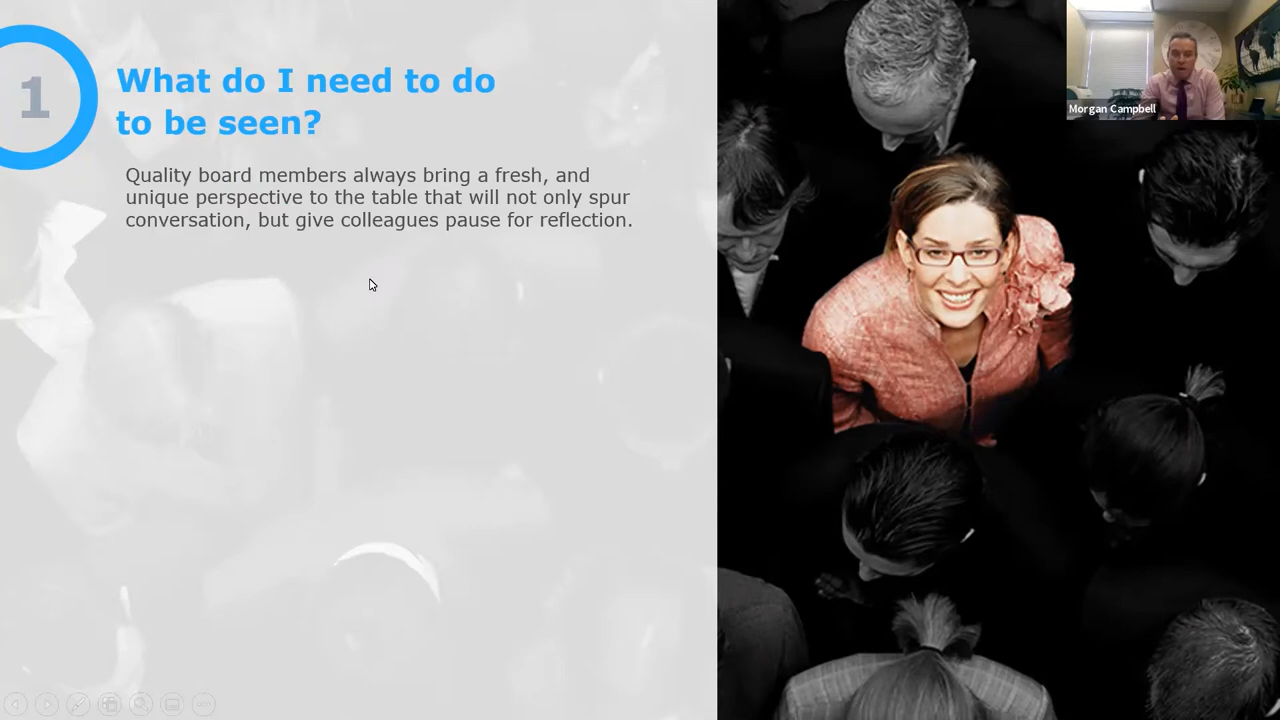 1
What do I need to do
to be seen?
Quality board members always bring a fresh, and
unique perspective to the table that will not only spur
conversation, but give colleagues pause for reflection.
Morgan Campbell